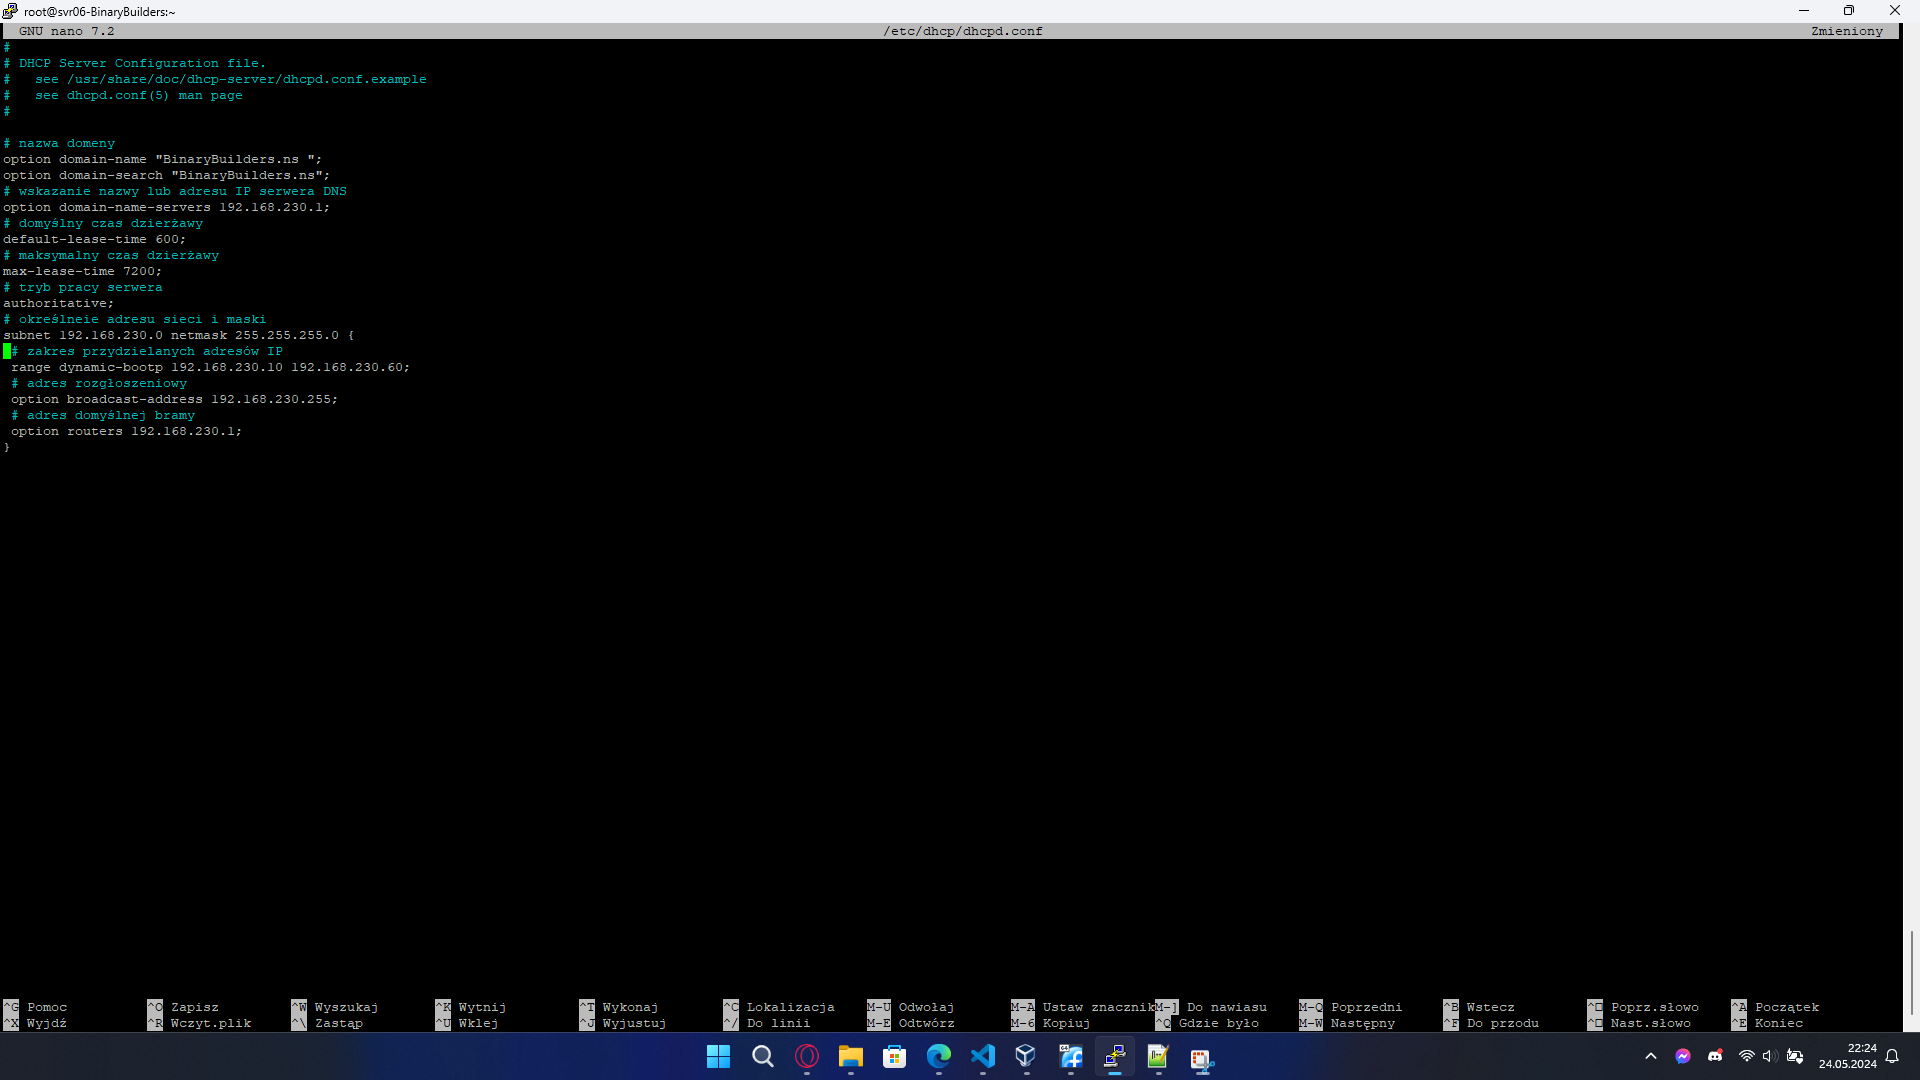 root@svr06-BinaryBuilders:~
GNU nano 7.2 /etc/dhcp/dhcpd.conf Zmieniony
#
# DHCP Server Configuration file.
#   see /usr/share/doc/dhcp-server/dhcpd.conf.example
#   see dhcpd.conf(5) man page
#
# nazwa domeny
option domain-name "BinaryBuilders.ns ";
option domain-search "BinaryBuilders.ns";
# wskazanie nazwy lub adresu IP serwera DNS
option domain-name-servers 192.168.230.1;
# domyślny czas dzierżawy
default-lease-time 600;
# maksymalny czas dzierżawy
max-lease-time 7200;
# tryb pracy serwera
authoritative;
# określneie adresu sieci i maski
subnet 192.168.230.0 netmask 255.255.255.0 {
 # zakres przydzielanych adresów IP
 range dynamic-bootp 192.168.230.10 192.168.230.60;
 # adres rozgłoszeniowy
 option broadcast-address 192.168.230.255;
 # adres domyślnej bramy
 option routers 192.168.230.1;
}
^G Pomoc ^O Zapisz ^W Wyszukaj ^K Wytnij ^T Wykonaj ^C Lokalizacja M-U Odwołaj M-A Ustaw znacznik M-] Do nawiasu M-Q Poprzedni ^B Wstecz ^□ Poprz.słowo ^A Początek
^X Wyjdź ^R Wczyt.plik ^\ Zastąp ^U Wklej ^J Wyjustuj ^/ Do linii M-E Odtwórz M-6 Kopiuj ^Q Gdzie było M-W Następny ^F Do przodu ^□ Nast.słowo ^E Koniec
22:24
24.05.2024